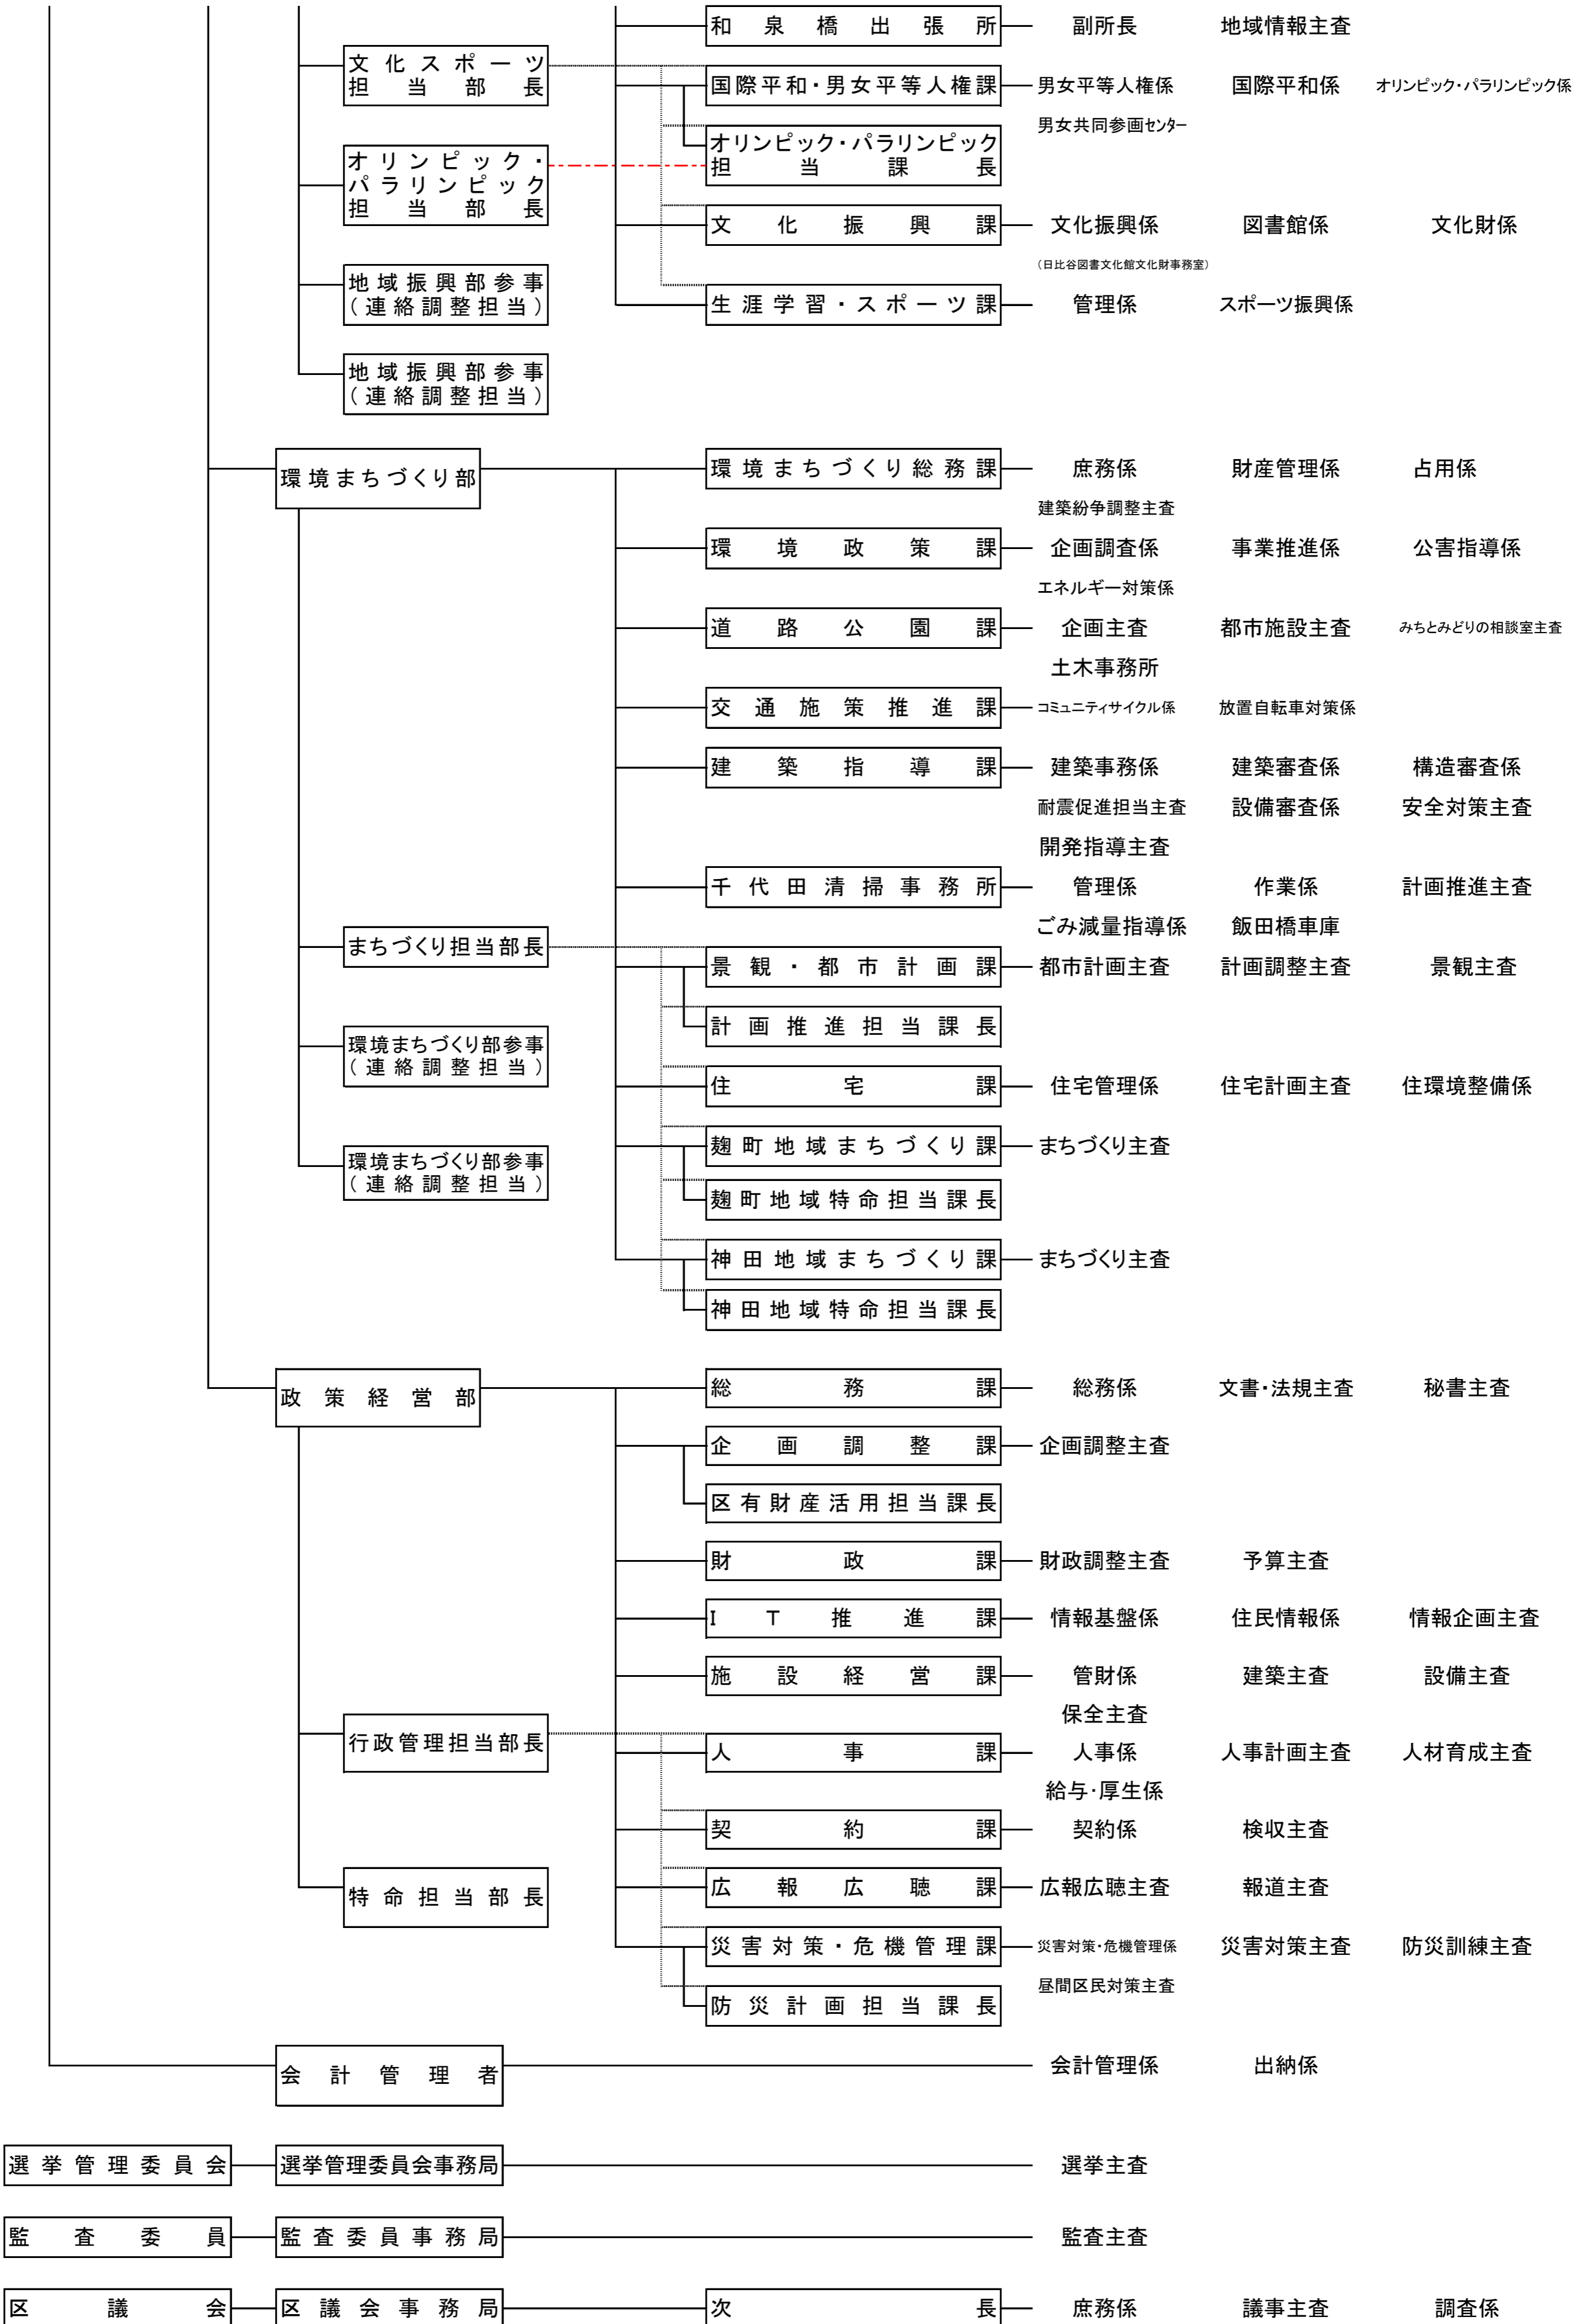 和泉橋出張所 副所長 地域情報主査
文化スポーツ
担当部長
国際平和・男女平等人権課 男女平等人権係 国際平和係 オリンピック・パラリンピック係
男女共同参画センター
オリンピック・パラリンピック
担当課長
オリンピック・
パラリンピック
担当部長
文化振興課 文化振興係 図書館係 文化財係
(日比谷図書文化館文化財事務室)
地域振興部参事
(連絡調整担当)
生涯学習・スポーツ課 管理係 スポーツ振興係
地域振興部参事
(連絡調整担当)
環境まちづくり部 環境まちづくり総務課 庶務係 財産管理係 占用係
建築紛争調整主査
環境政策課 企画調査係 事業推進係 公害指導係
エネルギー対策係
道路公園課 企画主査 都市施設主査 みちとみどりの相談室主査
土木事務所
交通施策推進課 コミュニティサイクル係 放置自転車対策係
建築指導課 建築事務係 建築審査係 構造審査係
耐震促進担当主査 設備審査係 安全対策主査
開発指導主査
千代田清掃事務所 管理係 作業係 計画推進主査
ごみ減量指導係 飯田橋車庫
まちづくり担当部長 景観・都市計画課 都市計画主査 計画調整主査 景観主査
計画推進担当課長
環境まちづくり部参事
(連絡調整担当)
住宅課 住宅管理係 住宅計画主査 住環境整備係
麹町地域まちづくり課 まちづくり主査
環境まちづくり部参事
(連絡調整担当)
麹町地域特命担当課長
神田地域まちづくり課 まちづくり主査
神田地域特命担当課長
政策経営部 総務課 総務係 文書・法規主査 秘書主査
企画調整課 企画調整主査
区有財産活用担当課長
財政課 財政調整主査 予算主査
IT推進課 情報基盤係 住民情報係 情報企画主査
施設経営課 管財係 建築主査 設備主査
保全主査
行政管理担当部長 人事課 人事係 人事計画主査 人材育成主査
給与・厚生係
契約課 契約係 検収主査
特命担当部長 広報広聴課 広報広聴主査 報道主査
災害対策・危機管理課 災害対策・危機管理係 災害対策主査 防災訓練主査
昼間区民対策主査
防災計画担当課長
会計管理者 会計管理係 出納係
選挙管理委員会 選挙管理委員会事務局 選挙主査
監査委員 監査委員事務局 監査主査
区議会 区議会事務局 次長 庶務係 議事主査 調査係